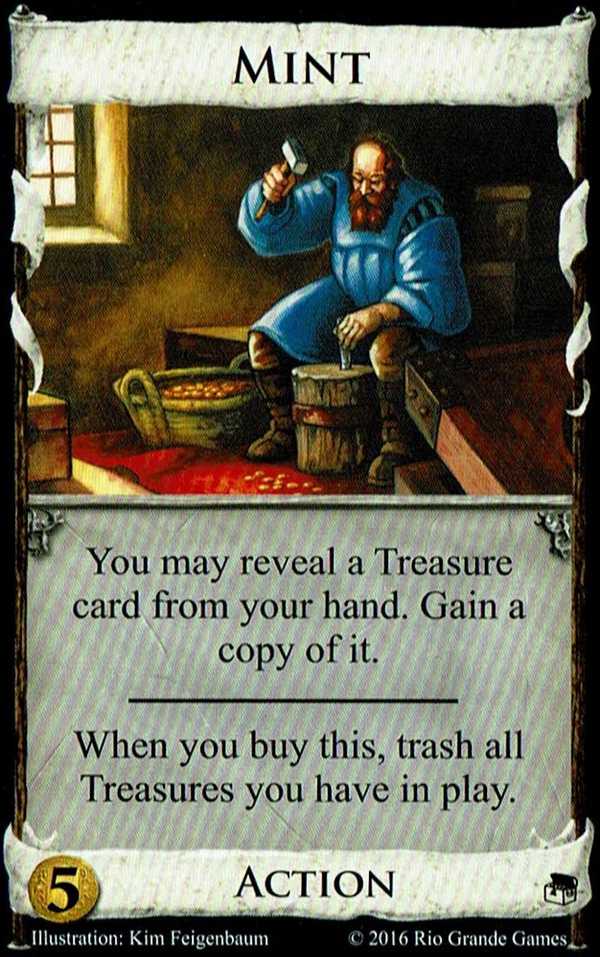 MINT
You may reveal a Treasure
card from your hand. Gain a
copy of it.
When you buy this, trash all
Treasures you have in play.
5
ACTION
Illustration: Kim Feigenbaum
© 2016 Rio Grande Games